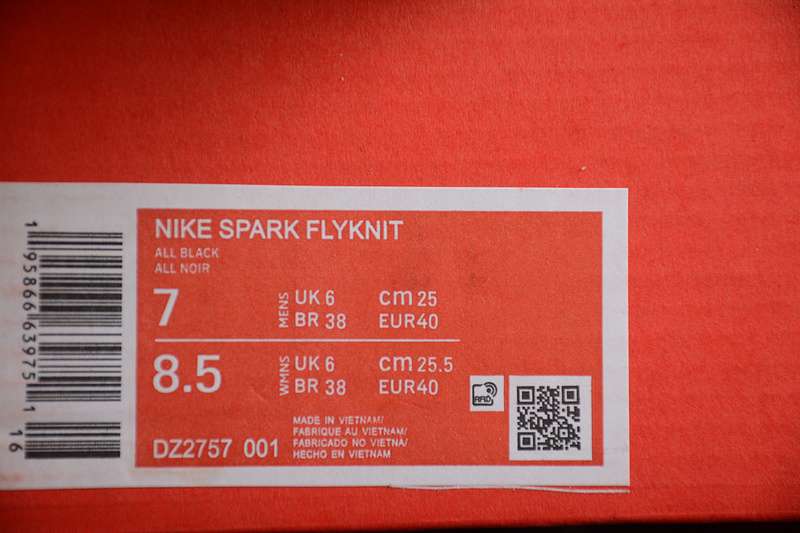 NIKE SPARK FLYKNIT
ALL BLACK
ALL NOIR
7 MENS UK 6 cm 25
BR 38 EUR40
8.5 WMNS UK 6 cm 25.5
BR 38 EUR40
RFID
MADE IN VIETNAM/
FABRIQUE AU VIETNAM/
FABRICADO NO VIETNÃ/
HECHO EN VIETNAM
DZ2757 001
1 95866 63975 1
16